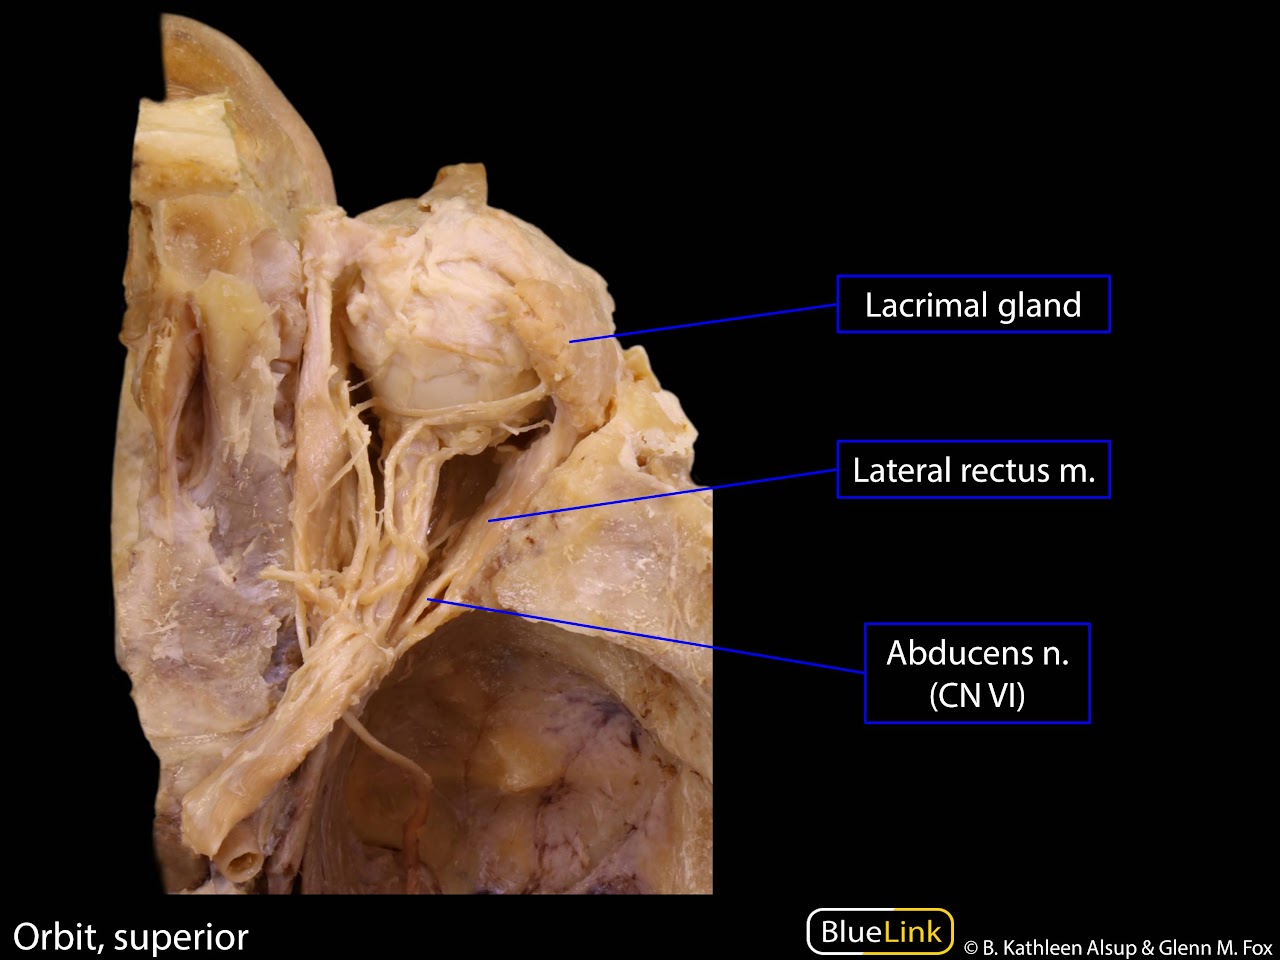 Lacrimal gland
Lateral rectus m.
Abducens n.
(CN VI)
Orbit, superior
BlueLink
© B. Kathleen Alsup & Glenn M. Fox